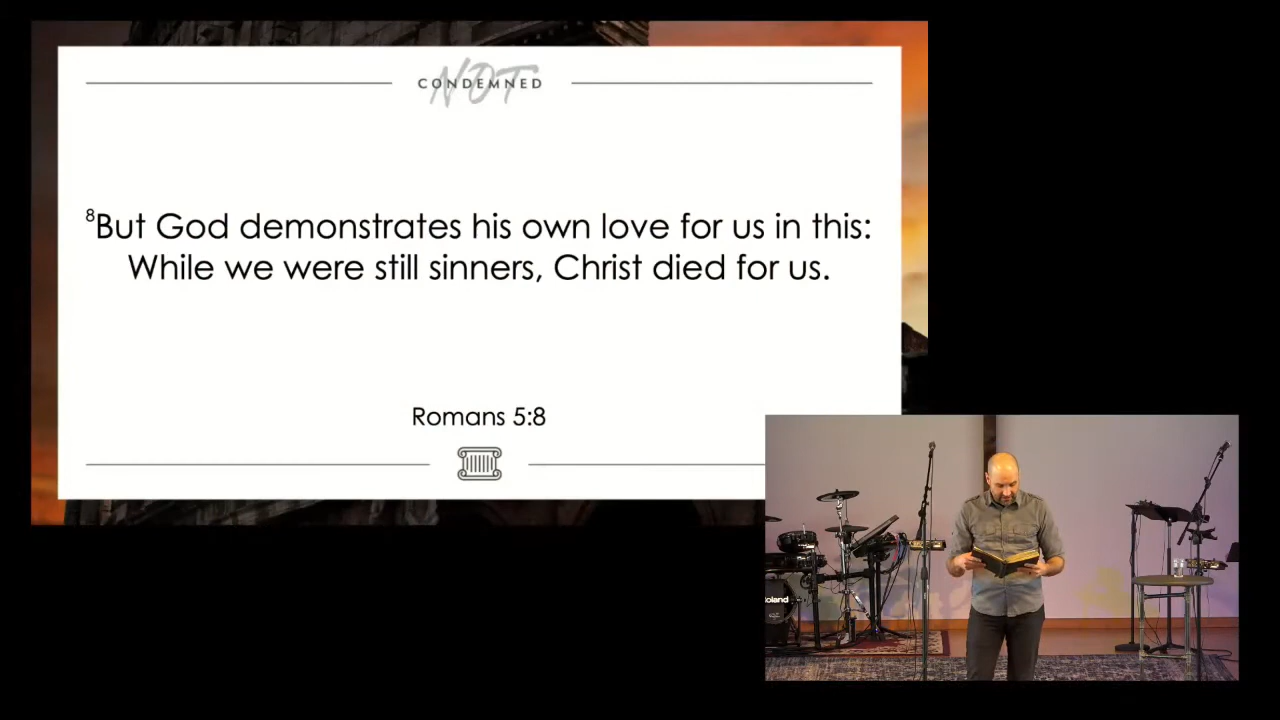 NOT
CONDEMNED
⁸But God demonstrates his own love for us in this:
While we were still sinners, Christ died for us.
Romans 5:8
Roland